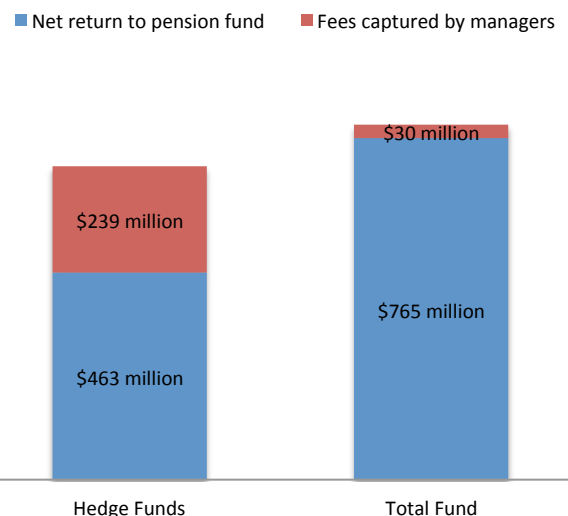 Net return to pension fund Fees captured by managers
$30 million
$239 million
$765 million
$463 million
Hedge Funds Total Fund